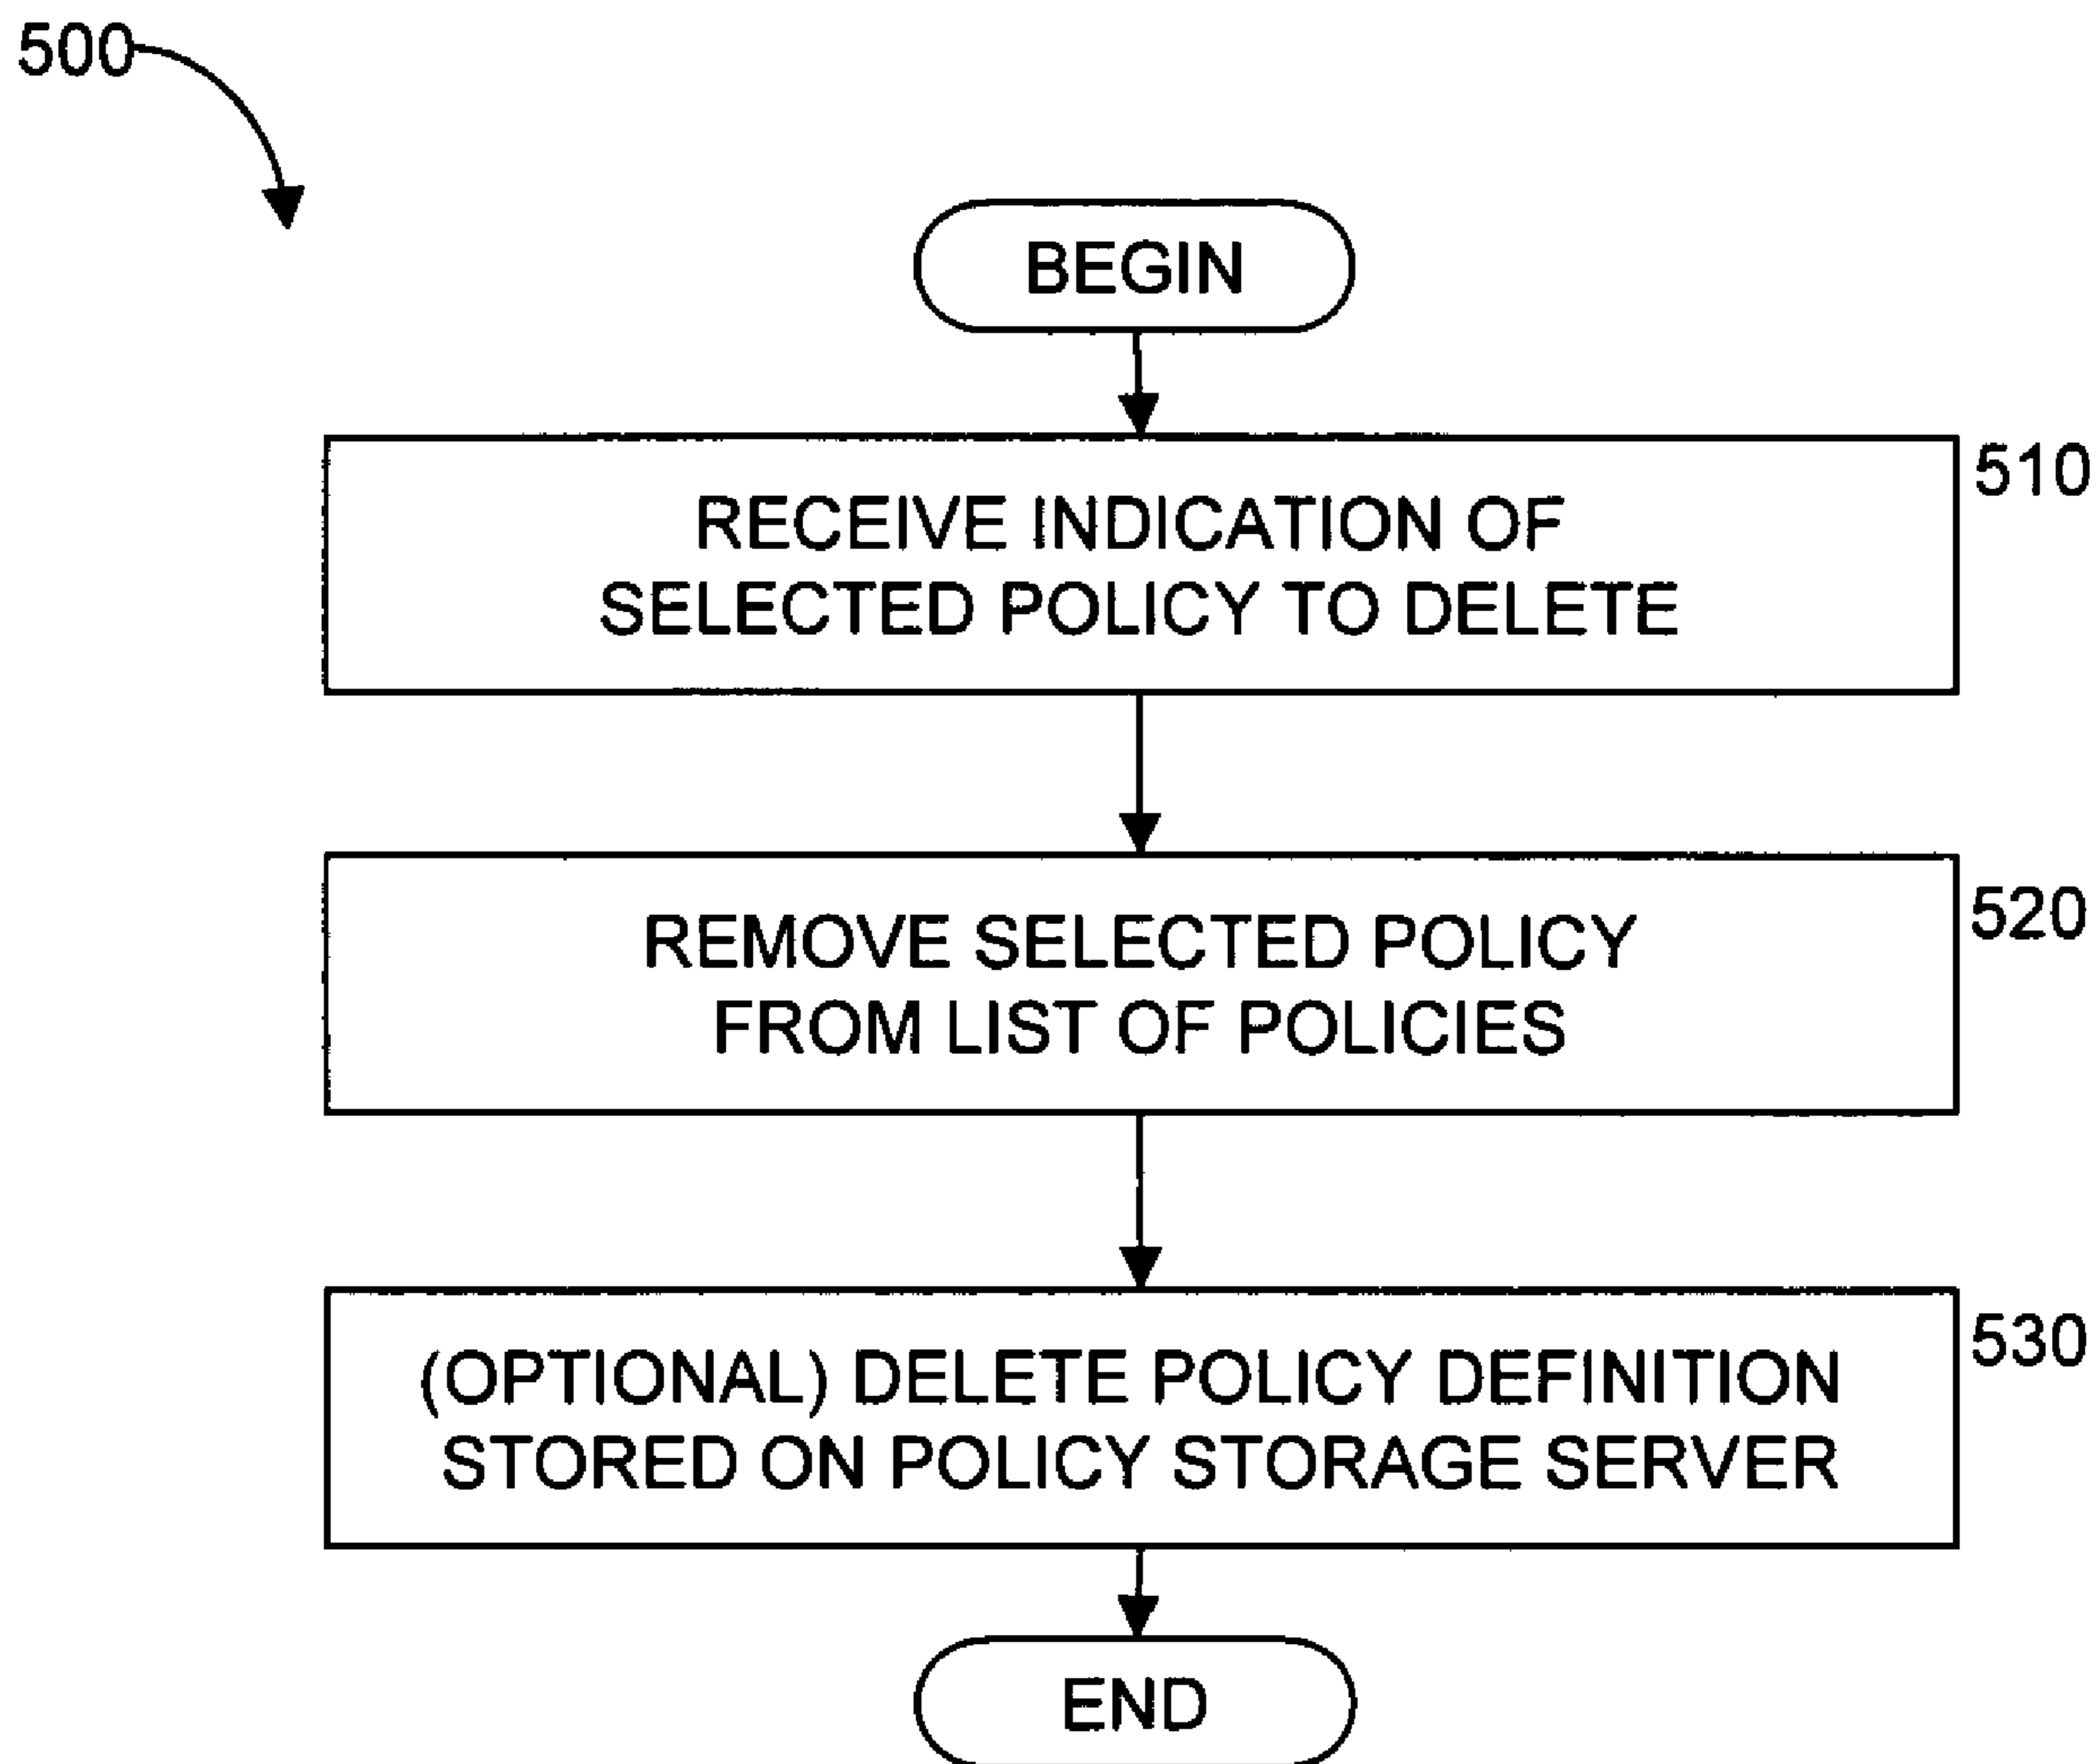 500
BEGIN
RECEIVE INDICATION OF
SELECTED POLICY TO DELETE
510
REMOVE SELECTED POLICY
FROM LIST OF POLICIES
520
(OPTIONAL) DELETE POLICY DEFINITION
STORED ON POLICY STORAGE SERVER
530
END